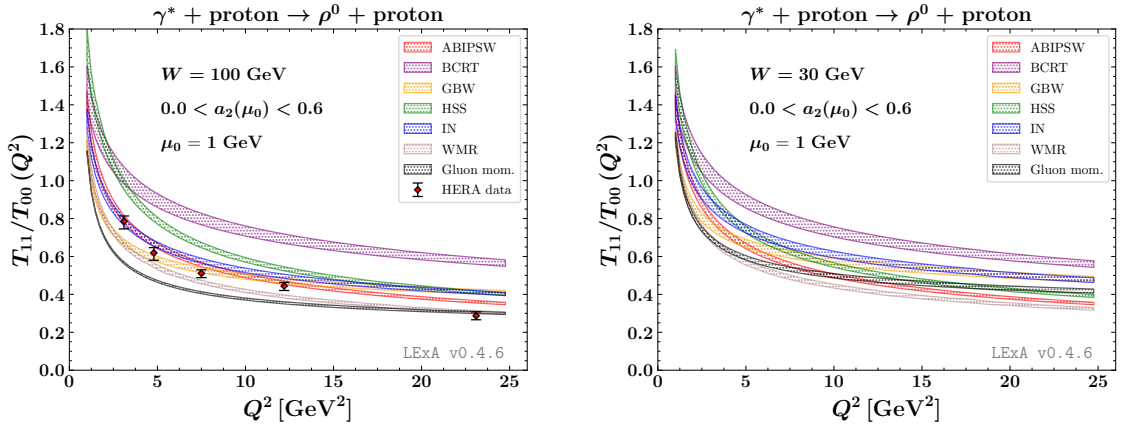 γ* + proton → ρ⁰ + proton
T₁₁/T₀₀ (Q²)
1.8
1.6
1.4
1.2
1.0
0.8
0.6
0.4
0.2
0.0
W = 100 GeV
0.0 < a₂(μ₀) < 0.6
μ₀ = 1 GeV
ABIPSW
BCRT
GBW
HSS
IN
WMR
Gluon mom.
HERA data
LExA v0.4.6
0 5 10 15 20 25
Q² [GeV²]
γ* + proton → ρ⁰ + proton
T₁₁/T₀₀ (Q²)
1.8
1.6
1.4
1.2
1.0
0.8
0.6
0.4
0.2
0.0
W = 30 GeV
0.0 < a₂(μ₀) < 0.6
μ₀ = 1 GeV
ABIPSW
BCRT
GBW
HSS
IN
WMR
Gluon mom.
LExA v0.4.6
0 5 10 15 20 25
Q² [GeV²]